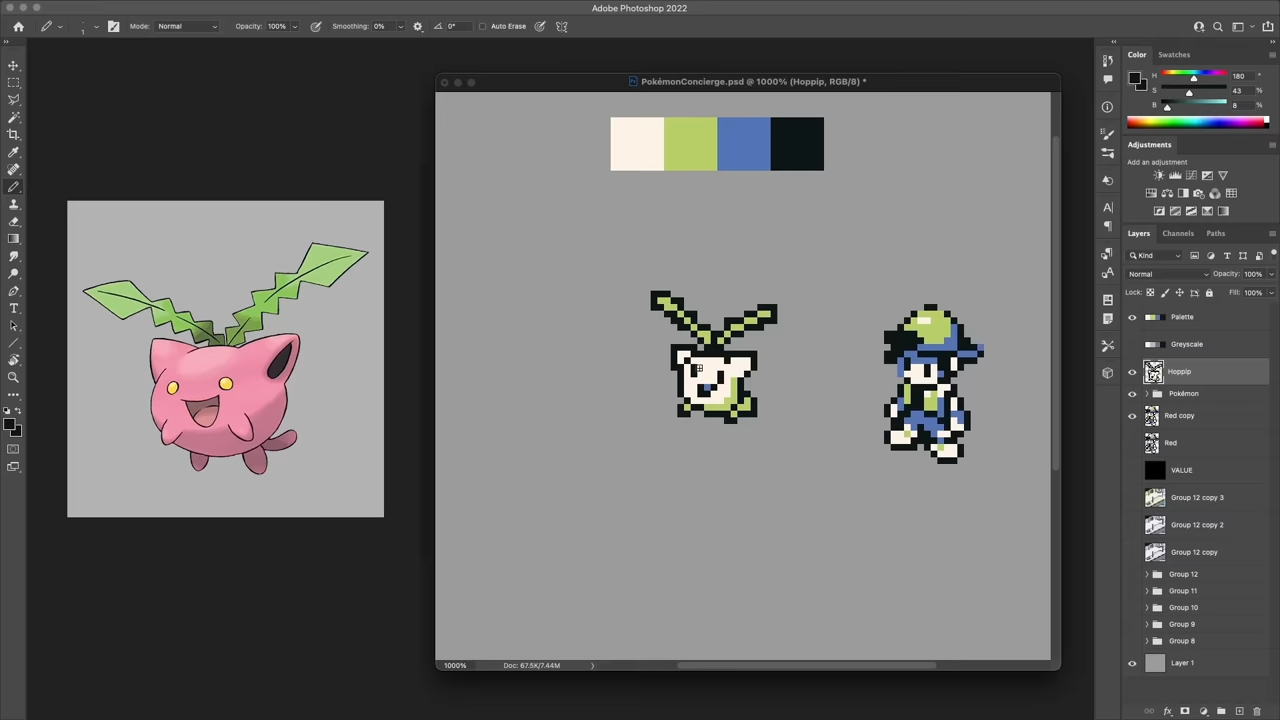 Adobe Photoshop 2022
1
Mode: Normal
Opacity: 100%
Smoothing: 0%
0°
Auto Erase
PokémonConcierge.psd @ 1000% (Hoppip, RGB/8) *
Color
Swatches
H
180
°
S
43
%
B
8
%
Adjustments
Add an adjustment
Layers
Channels
Paths
Kind
Normal
Opacity: 100%
Lock:
Fill: 100%
Palette
Greyscale
Hoppip
Pokémon
Red copy
Red
VALUE
Group 12 copy 3
Group 12 copy 2
Group 12 copy
Group 12
Group 11
Group 10
Group 9
Group 8
Layer 1
1000%
Doc: 67.5K/7.44M
fx